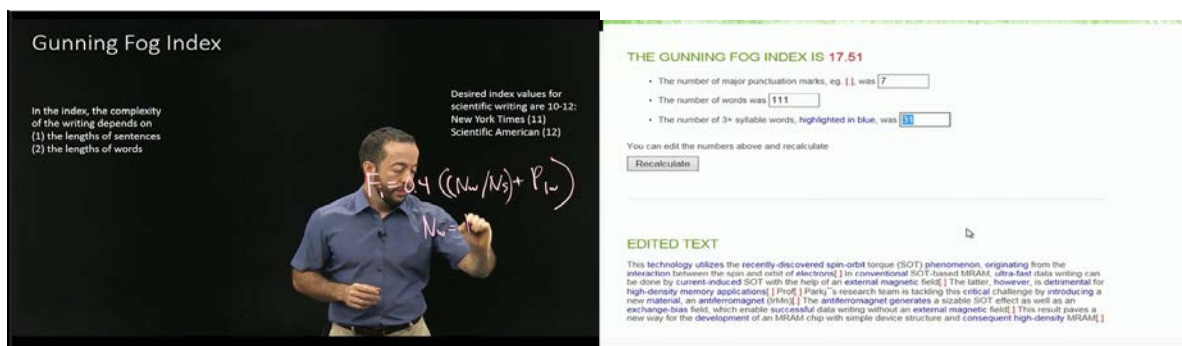 Gunning Fog Index
In the index, the complexity
of the writing depends on
(1) the lengths of sentences
(2) the lengths of words
Desired index values for
scientific writing are 10-12:
New York Times (11)
Scientific American (12)
Fi = 0.4 ((Nw/Ns) + Plw)
Nw =
THE GUNNING FOG INDEX IS 17.51
• The number of major punctuation marks, eg. [.], was 7
• The number of words was 111
• The number of 3+ syllable words, highlighted in blue, was 31
You can edit the numbers above and recalculate
Recalculate
EDITED TEXT
This technology utilizes the recently-discovered spin-orbit torque (SOT) phenomenon, originating from the
interaction between the spin and orbit of electrons[.] In conventional SOT-based MRAM, ultra-fast data writing can
be done by current-induced SOT with the help of an external magnetic field[.] The latter, however, is detrimental for
high-density memory applications[.] Prof[.] Park¡¯s research team is tackling this critical challenge by introducing a
new material, an antiferromagnet (IrMn)[.] The antiferromagnet generates a sizable SOT effect as well as an
exchange-bias field, which enable successful data writing without an external magnetic field[.] This result paves a
new way for the development of an MRAM chip with simple device structure and consequent high-density MRAM[.]